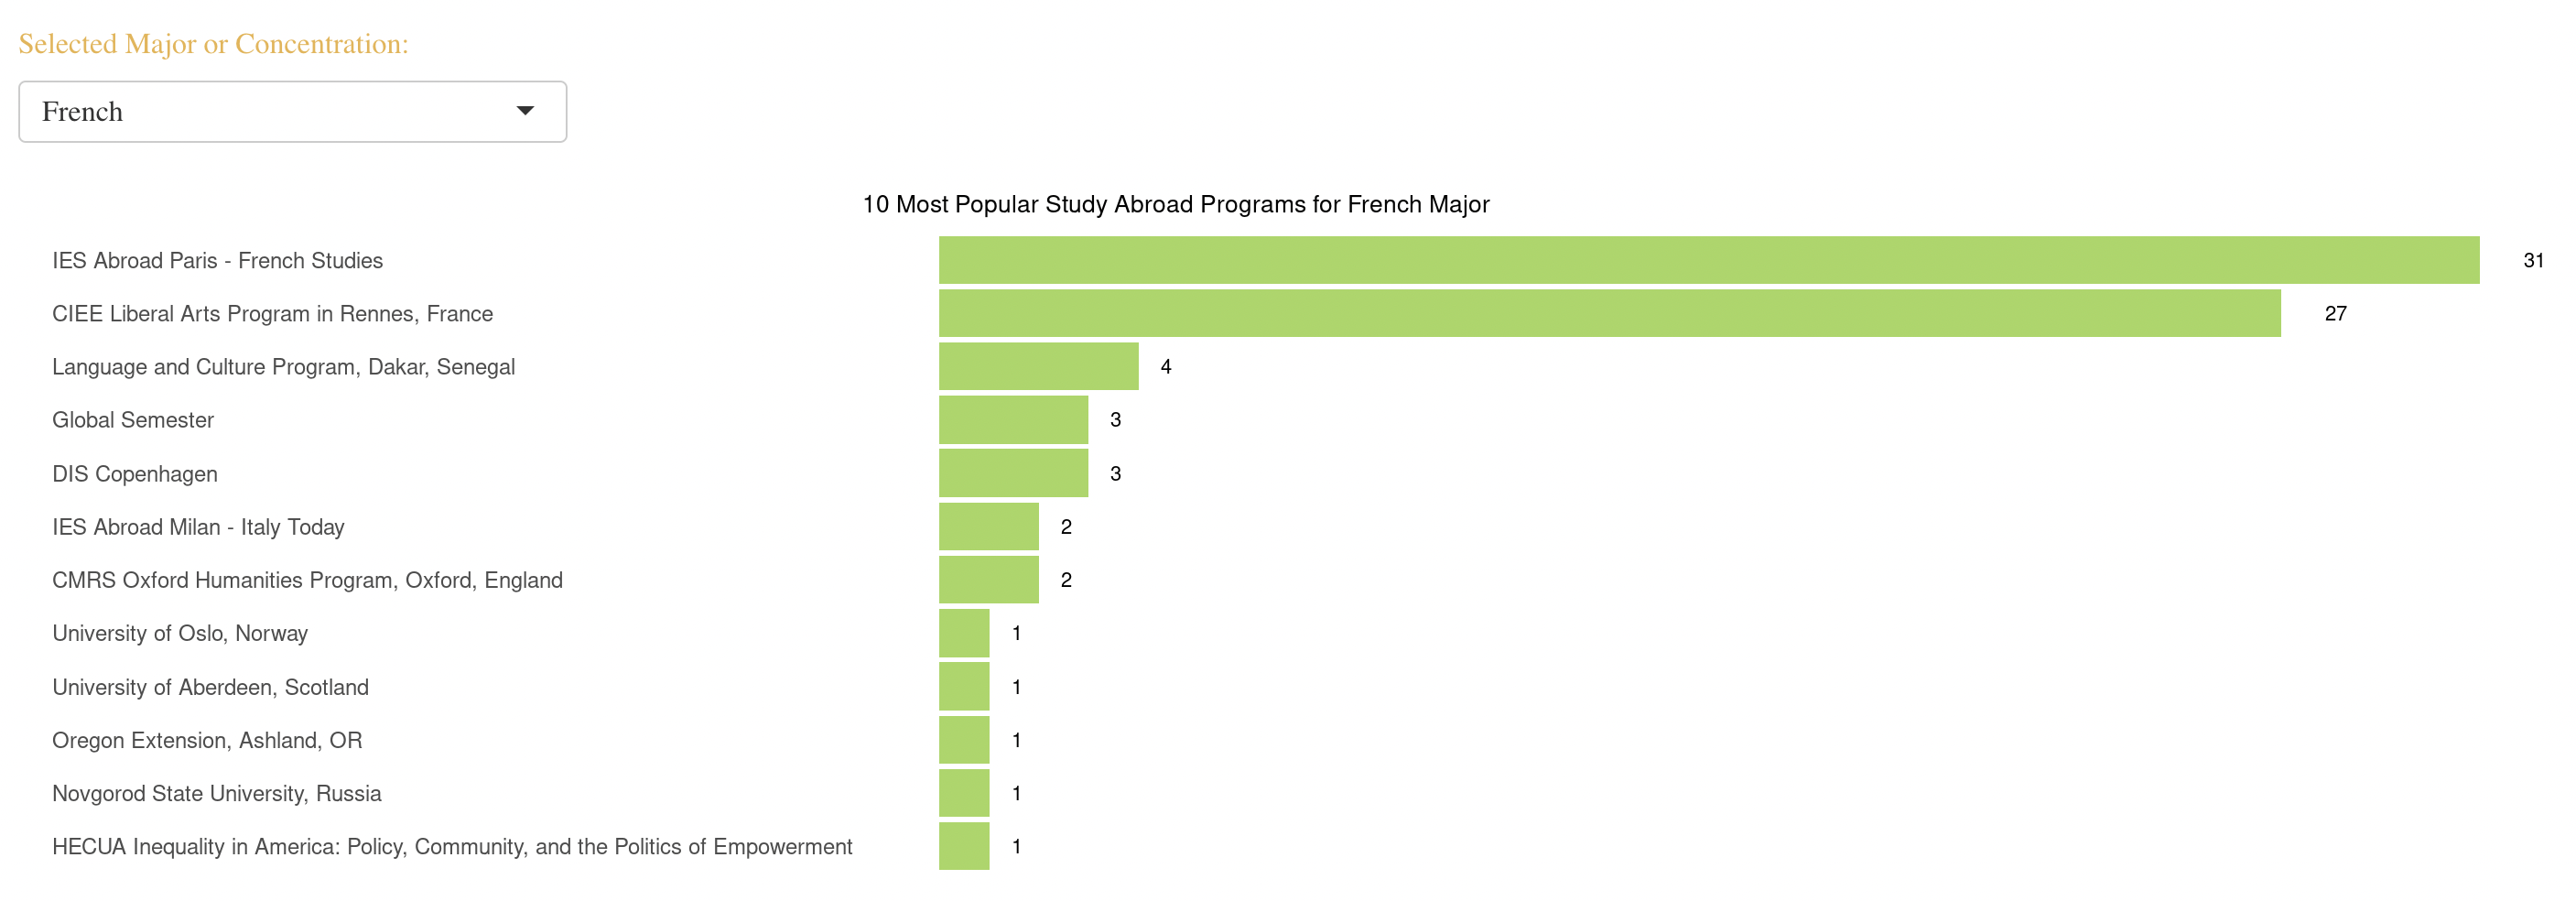 Selected Major or Concentration:
French
10 Most Popular Study Abroad Programs for French Major
IES Abroad Paris - French Studies 31
CIEE Liberal Arts Program in Rennes, France 27
Language and Culture Program, Dakar, Senegal 4
Global Semester 3
DIS Copenhagen 3
IES Abroad Milan - Italy Today 2
CMRS Oxford Humanities Program, Oxford, England 2
University of Oslo, Norway 1
University of Aberdeen, Scotland 1
Oregon Extension, Ashland, OR 1
Novgorod State University, Russia 1
HECUA Inequality in America: Policy, Community, and the Politics of Empowerment 1